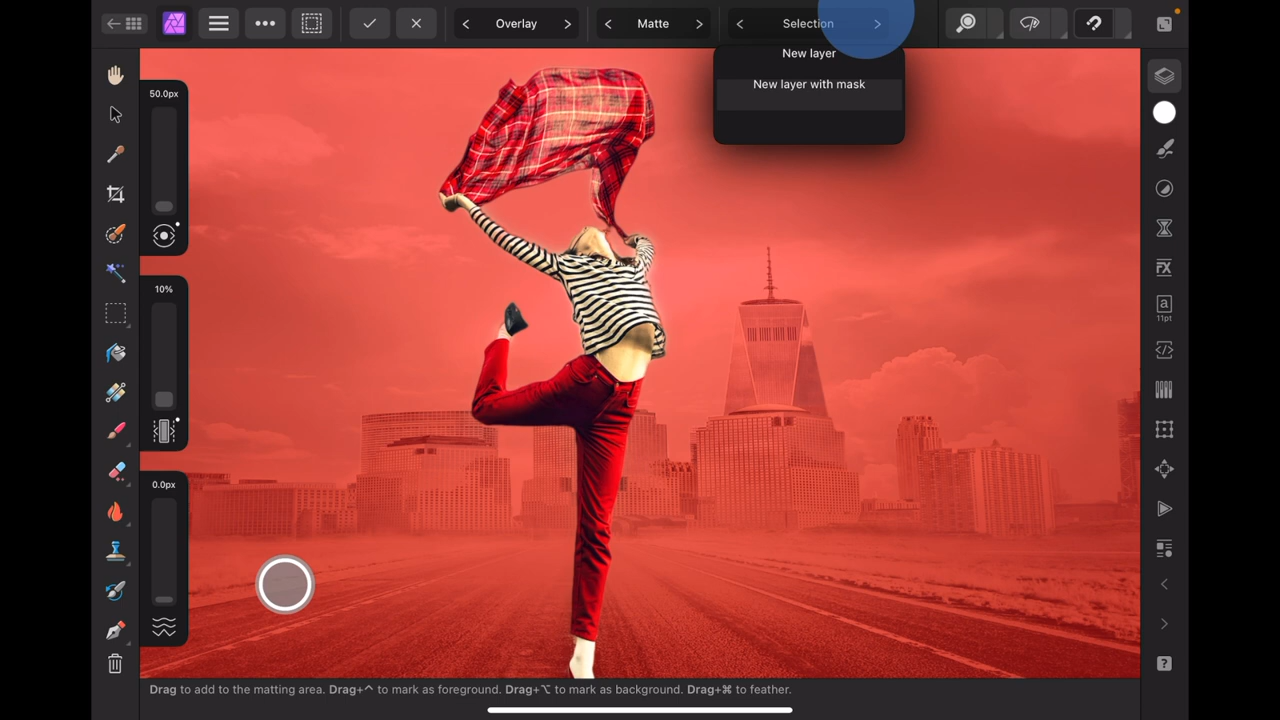 Overlay
Matte
Selection
New layer
New layer with mask
50.0px
10%
0.0px
FX
a
11pt
?
Drag to add to the matting area. Drag+^ to mark as foreground. Drag+⌥ to mark as background. Drag+⌘ to feather.